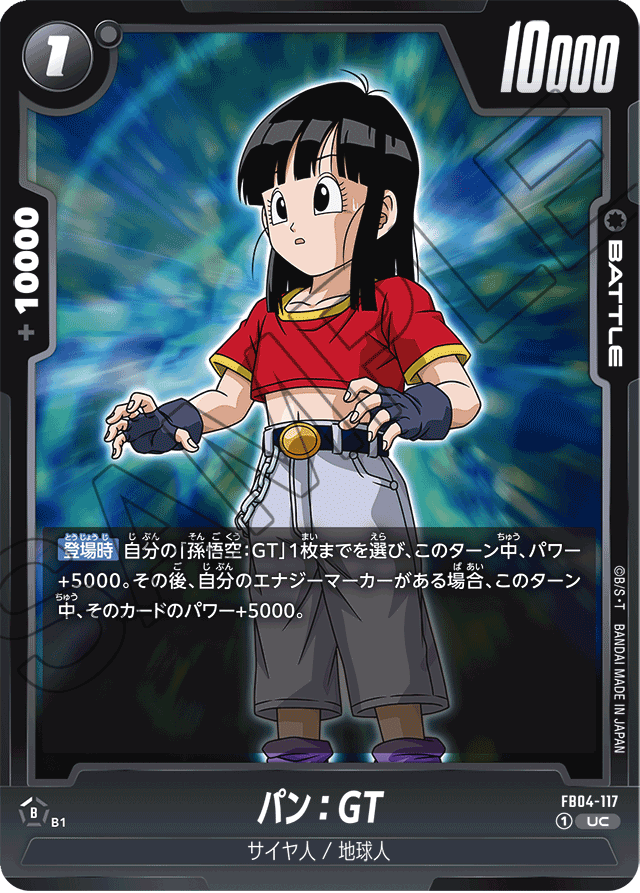 1
10000
+10000
BATTLE
SAMPLE
登場時 自分の「孫悟空:GT」1枚までを選び、このターン中、パワー
+5000。その後、自分のエナジーマーカーがある場合、このターン
中、そのカードのパワー+5000。
©B/S・T BANDAI MADE IN JAPAN
B B1
パン:GT
FB04-117
1 UC
サイヤ人 / 地球人